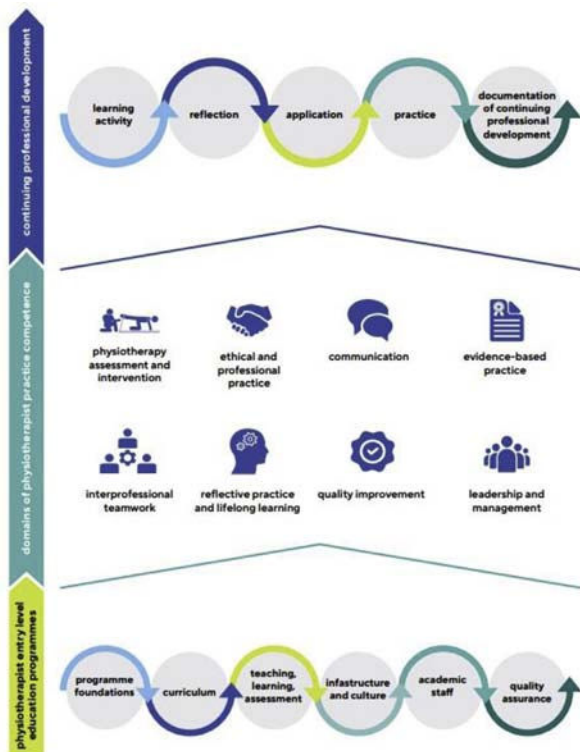 continuing professional development
learning
activity
reflection
application
practice
documentation
of continuing
professional
development
domains of physiotherapist practice competence
physiotherapy
assessment and
intervention
ethical and
professional
practice
communication
evidence-based
practice
interprofessional
teamwork
reflective practice
and lifelong learning
quality improvement
leadership and
management
physiotherapist entry level
education programmes
programme
foundations
curriculum
teaching,
learning,
assessment
infastructure
and culture
academic
staff
quality
assurance